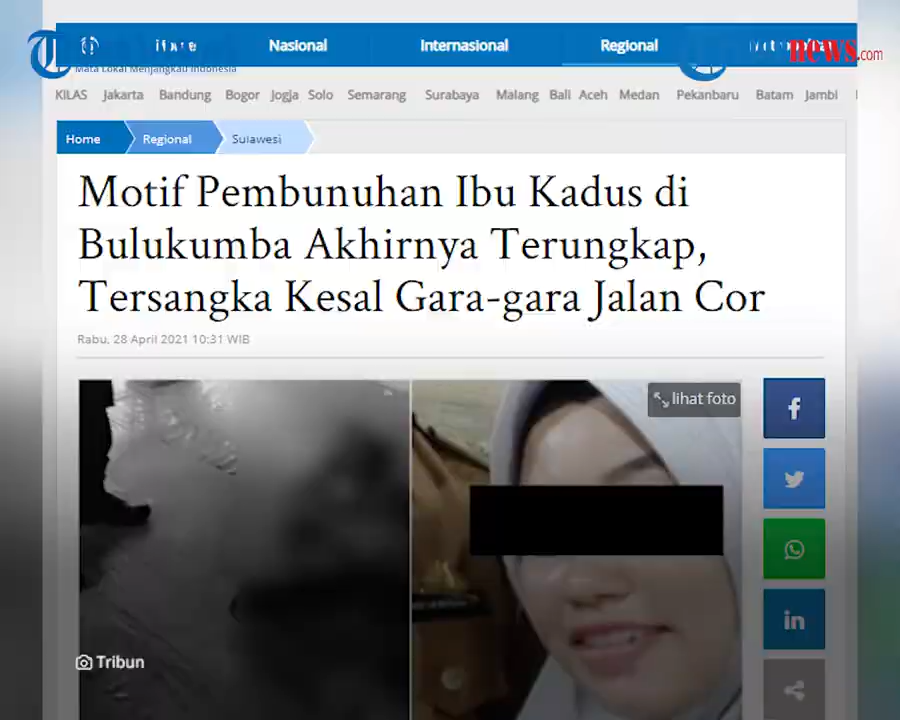 Nasional Internasional Regional
news.com
Mata Lokal Menjangkau Indonesia
KILAS Jakarta Bandung Bogor Jogja Solo Semarang Surabaya Malang Bali Aceh Medan Pekanbaru Batam Jambi
Home Regional Sulawesi
Motif Pembunuhan Ibu Kadus di
Bulukumba Akhirnya Terungkap,
Tersangka Kesal Gara-gara Jalan Cor
Rabu, 28 April 2021 10:31 WIB
lihat foto
Tribun